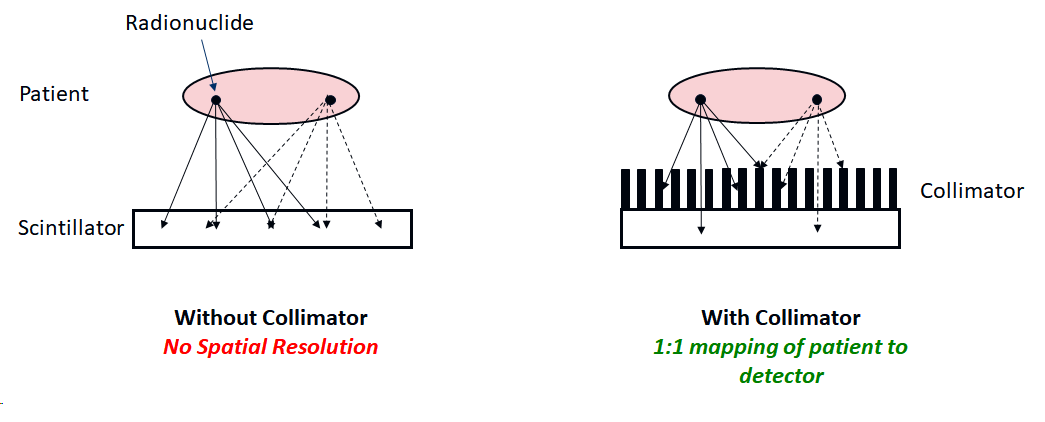 Radionuclide
Patient
Collimator
Scintillator
Without Collimator
No Spatial Resolution
With Collimator
1:1 mapping of patient to
detector